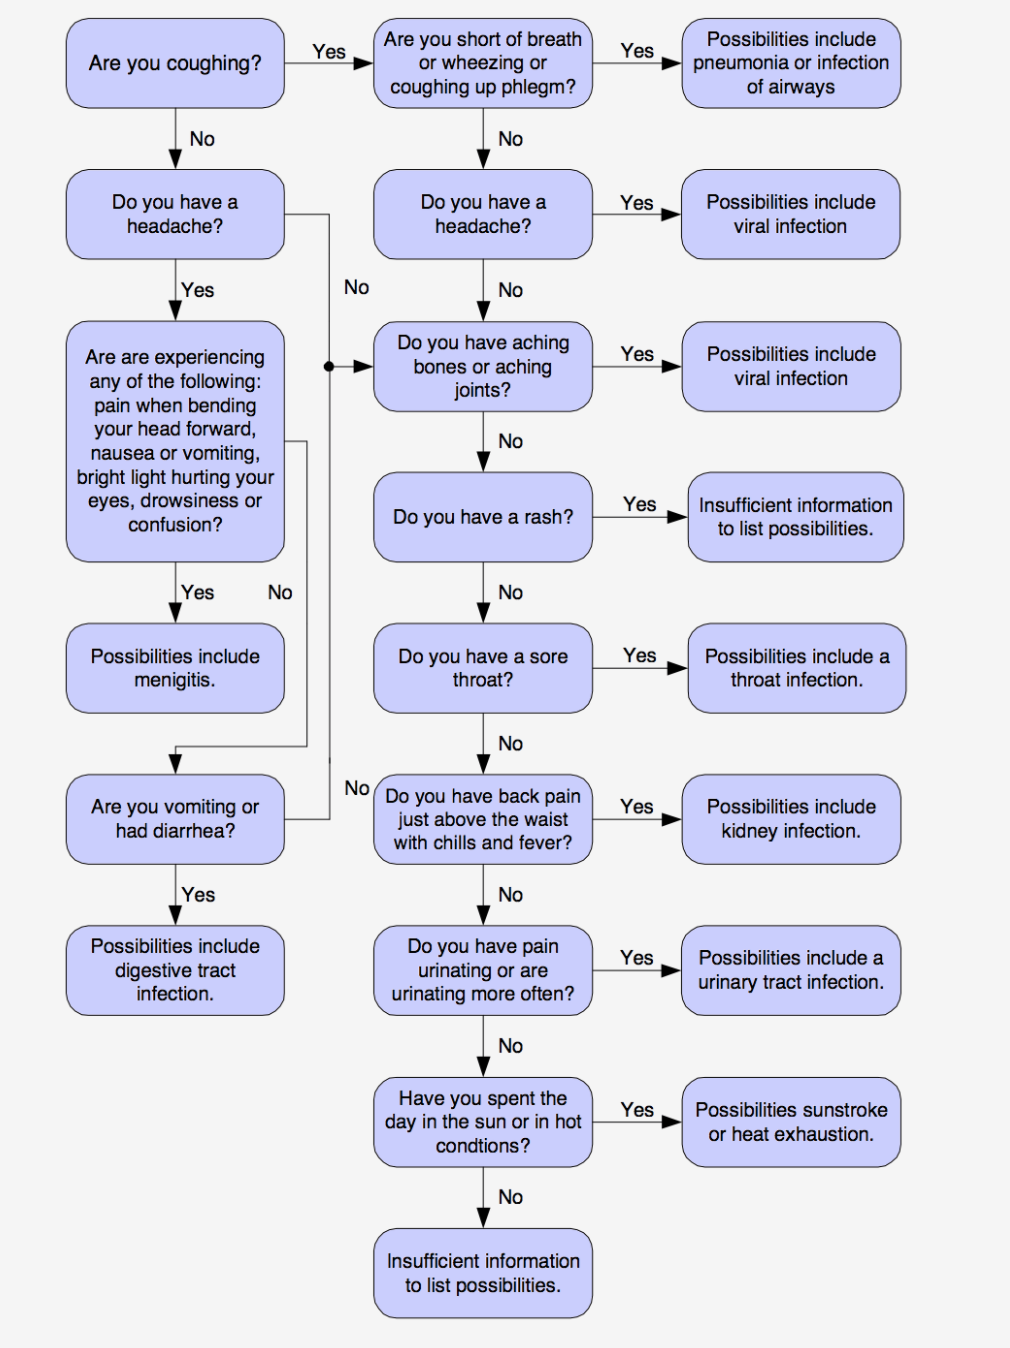 Are you coughing?
Yes
Are you short of breath
or wheezing or
coughing up phlegm?
Yes
Possibilities include
pneumonia or infection
of airways
No
No
Do you have a
headache?
Do you have a
headache?
Yes
Possibilities include
viral infection
Yes
No
No
Are are experiencing
any of the following:
pain when bending
your head forward,
nausea or vomiting,
bright light hurting your
eyes, drowsiness or
confusion?
Do you have aching
bones or aching
joints?
Yes
Possibilities include
viral infection
No
Do you have a rash?
Yes
Insufficient information
to list possibilities.
Yes
No
No
Possibilities include
menigitis.
Do you have a sore
throat?
Yes
Possibilities include a
throat infection.
No
Are you vomiting or
had diarrhea?
No
Do you have back pain
just above the waist
with chills and fever?
Yes
Possibilities include
kidney infection.
Yes
No
Possibilities include
digestive tract
infection.
Do you have pain
urinating or are
urinating more often?
Yes
Possibilities include a
urinary tract infection.
No
Have you spent the
day in the sun or in hot
condtions?
Yes
Possibilities sunstroke
or heat exhaustion.
No
Insufficient information
to list possibilities.